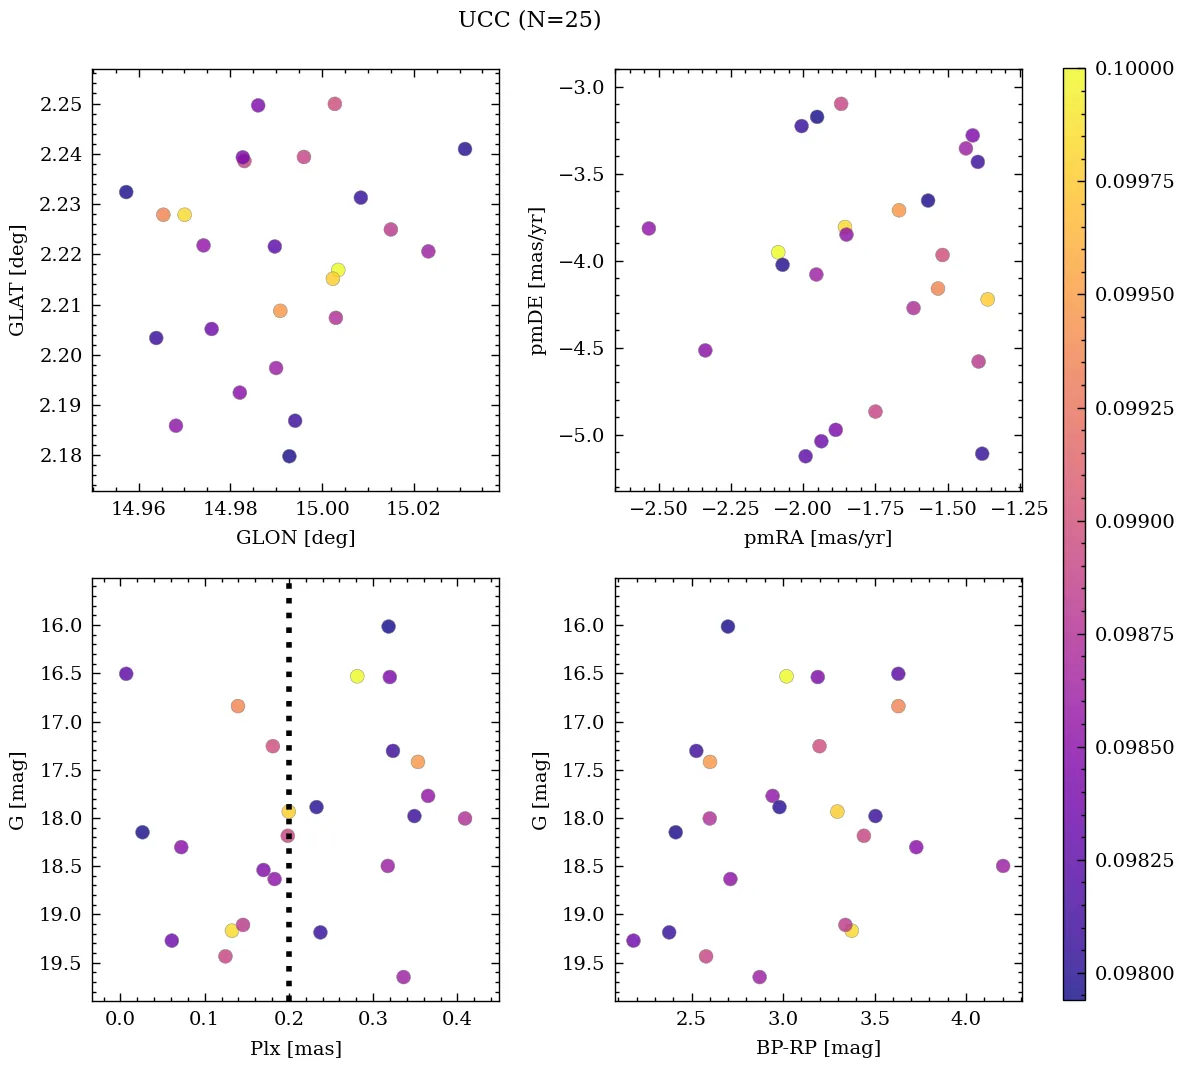 UCC (N=25)
2.25
2.24
2.23
2.22
2.21
2.20
2.19
2.18
GLAT [deg]
14.96 14.98 15.00 15.02
GLON [deg]
−3.0
−3.5
−4.0
−4.5
−5.0
pmDE [mas/yr]
−2.50 −2.25 −2.00 −1.75 −1.50 −1.25
pmRA [mas/yr]
16.0
16.5
17.0
17.5
18.0
18.5
19.0
19.5
G [mag]
0.0 0.1 0.2 0.3 0.4
Plx [mas]
16.0
16.5
17.0
17.5
18.0
18.5
19.0
19.5
G [mag]
2.5 3.0 3.5 4.0
BP-RP [mag]
0.10000
0.09975
0.09950
0.09925
0.09900
0.09875
0.09850
0.09825
0.09800